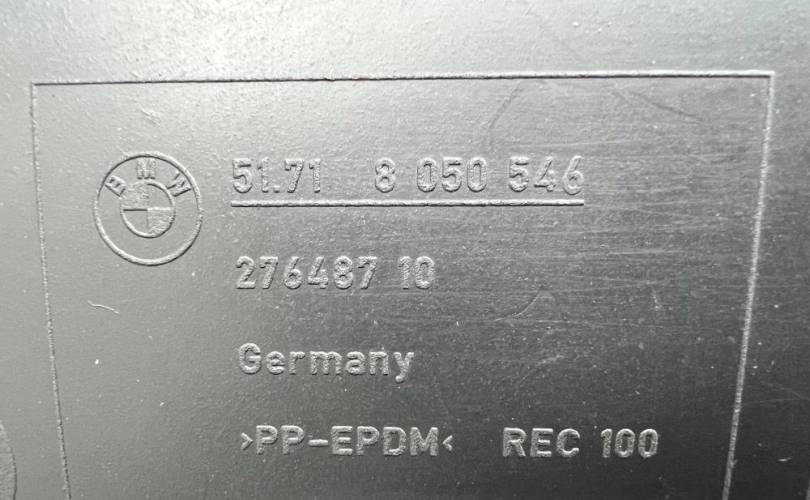 BMW
51.71 8 050 546
276487 10
Germany
>PP-EPDM< REC 100